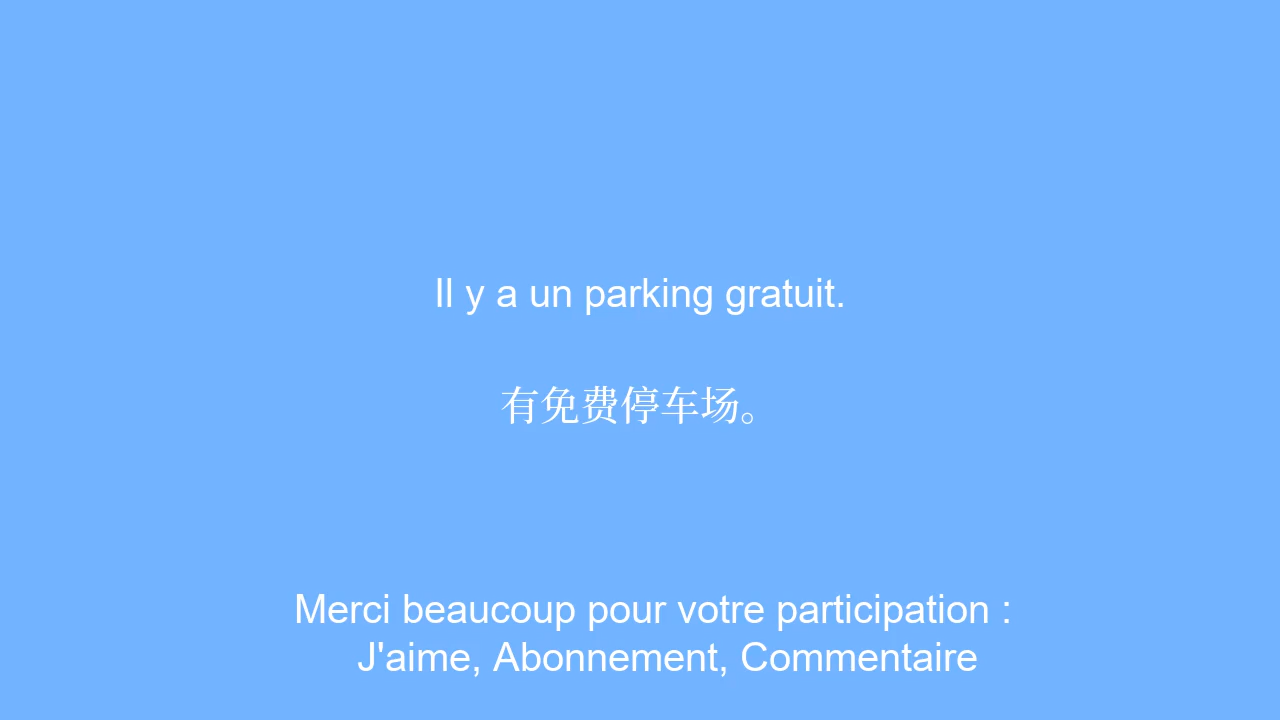 Il y a un parking gratuit.
有免费停车场。
Merci beaucoup pour votre participation :
J'aime, Abonnement, Commentaire